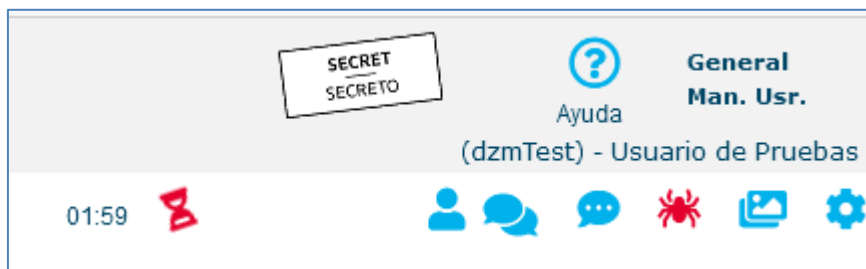 SECRET
SECRETO
Ayuda
General
Man. Usr.
(dzmTest) - Usuario de Pruebas
01:59